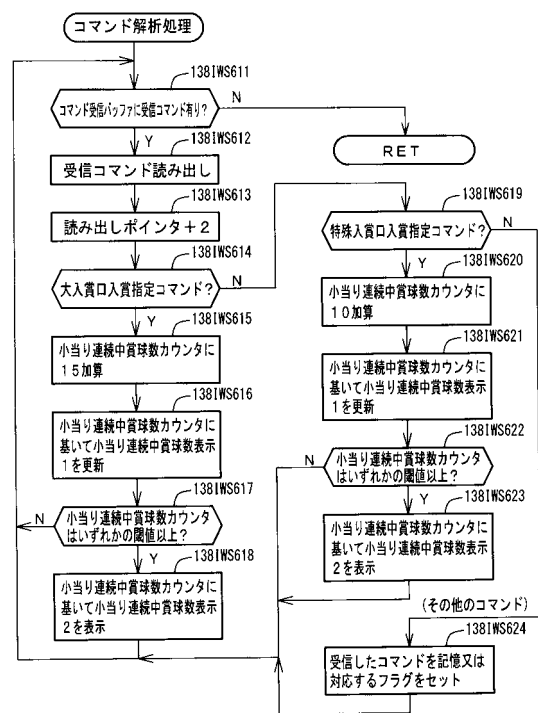 コマンド解析処理
138IWS611
コマンド受信バッファに受信コマンド有り?
N
Y
138IWS612
受信コマンド読み出し
138IWS613
読み出しポインタ+2
138IWS614
大入賞口入賞指定コマンド?
N
Y
138IWS615
小当り連続中賞球数カウンタに
15加算
138IWS616
小当り連続中賞球数カウンタに
基いて小当り連続中賞球数表示
1を更新
138IWS617
N
小当り連続中賞球数カウンタ
はいずれかの閾値以上?
Y
138IWS618
小当り連続中賞球数カウンタに
基いて小当り連続中賞球数表示
2を表示
RET
138IWS619
特殊入賞口入賞指定コマンド?
N
Y
138IWS620
小当り連続中賞球数カウンタに
10加算
138IWS621
小当り連続中賞球数カウンタに
基いて小当り連続中賞球数表示
1を更新
138IWS622
N
小当り連続中賞球数カウンタ
はいずれかの閾値以上?
Y
138IWS623
小当り連続中賞球数カウンタに
基いて小当り連続中賞球数表示
2を表示
(その他のコマンド)
138IWS624
受信したコマンドを記憶又は
対応するフラグをセット